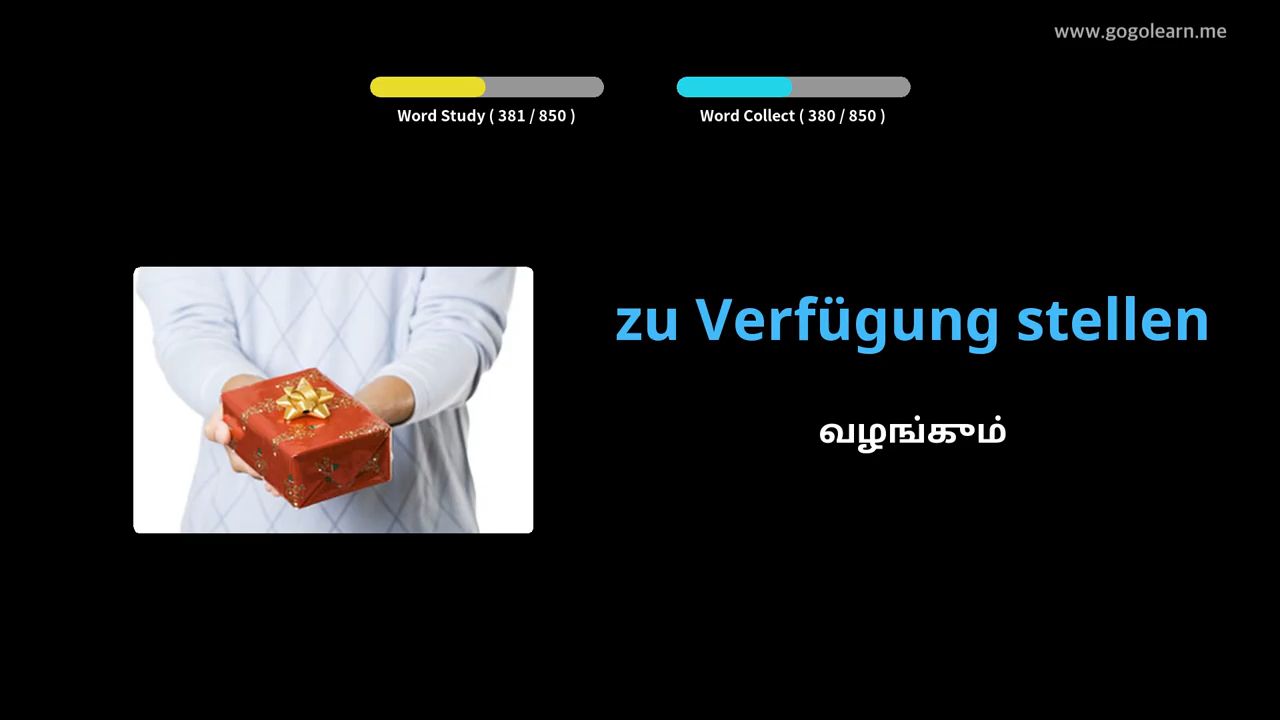 www.gogolearn.me
Word Study ( 381 / 850 )
Word Collect ( 380 / 850 )
zu Verfügung stellen
வழங்கும்